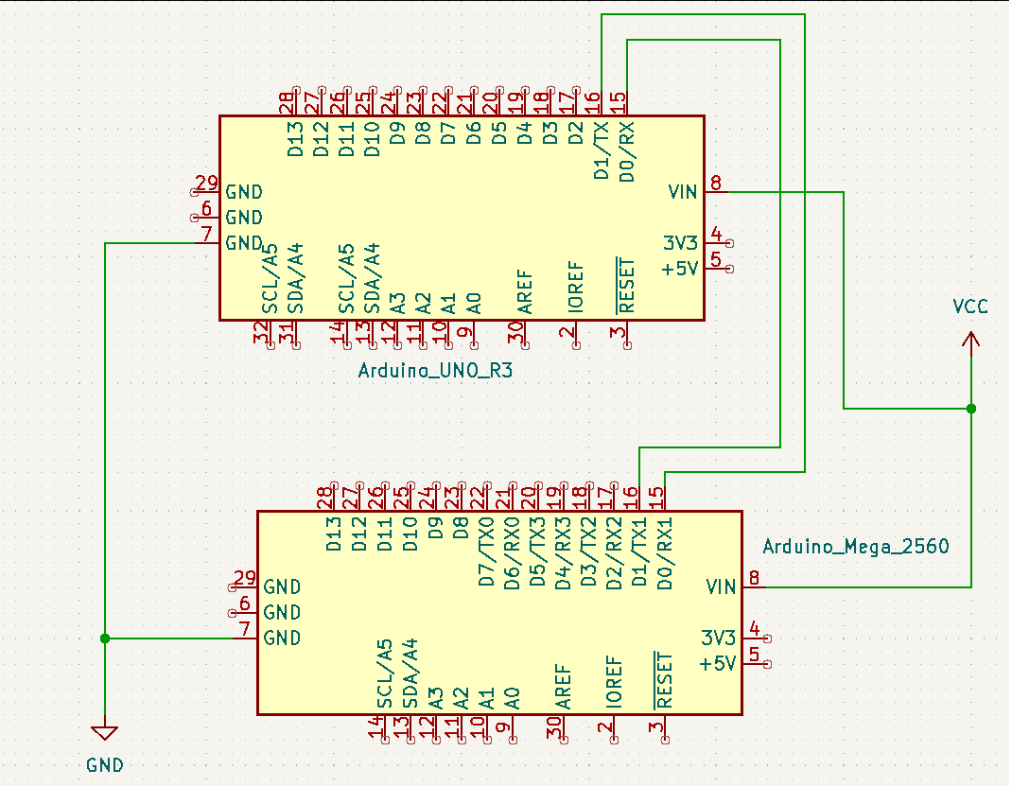 28 27 26 25 24 23 22 21 20 19 18 17 16 15
D13 D12 D11 D10 D9 D8 D7 D6 D5 D4 D3 D2 D1/TX D0/RX
29 GND
6 GND
7 GND
VIN 8
3V3 4
+5V 5
SCL/A5 SDA/A4 SCL/A5 SDA/A4 A3 A2 A1 A0 AREF IOREF RESET
32 31 14 13 12 11 10 9 30 2 3
Arduino_UNO_R3
VCC
28 27 26 25 24 23 22 21 20 19 18 17 16 15
D13 D12 D11 D10 D9 D8 D7/TX0 D6/RX0 D5/TX3 D4/RX3 D3/TX2 D2/RX2 D1/TX1 D0/RX1
Arduino_Mega_2560
29 GND
6 GND
7 GND
VIN 8
3V3 4
+5V 5
SCL/A5 SDA/A4 A3 A2 A1 A0 AREF IOREF RESET
14 13 12 11 10 9 30 2 3
GND